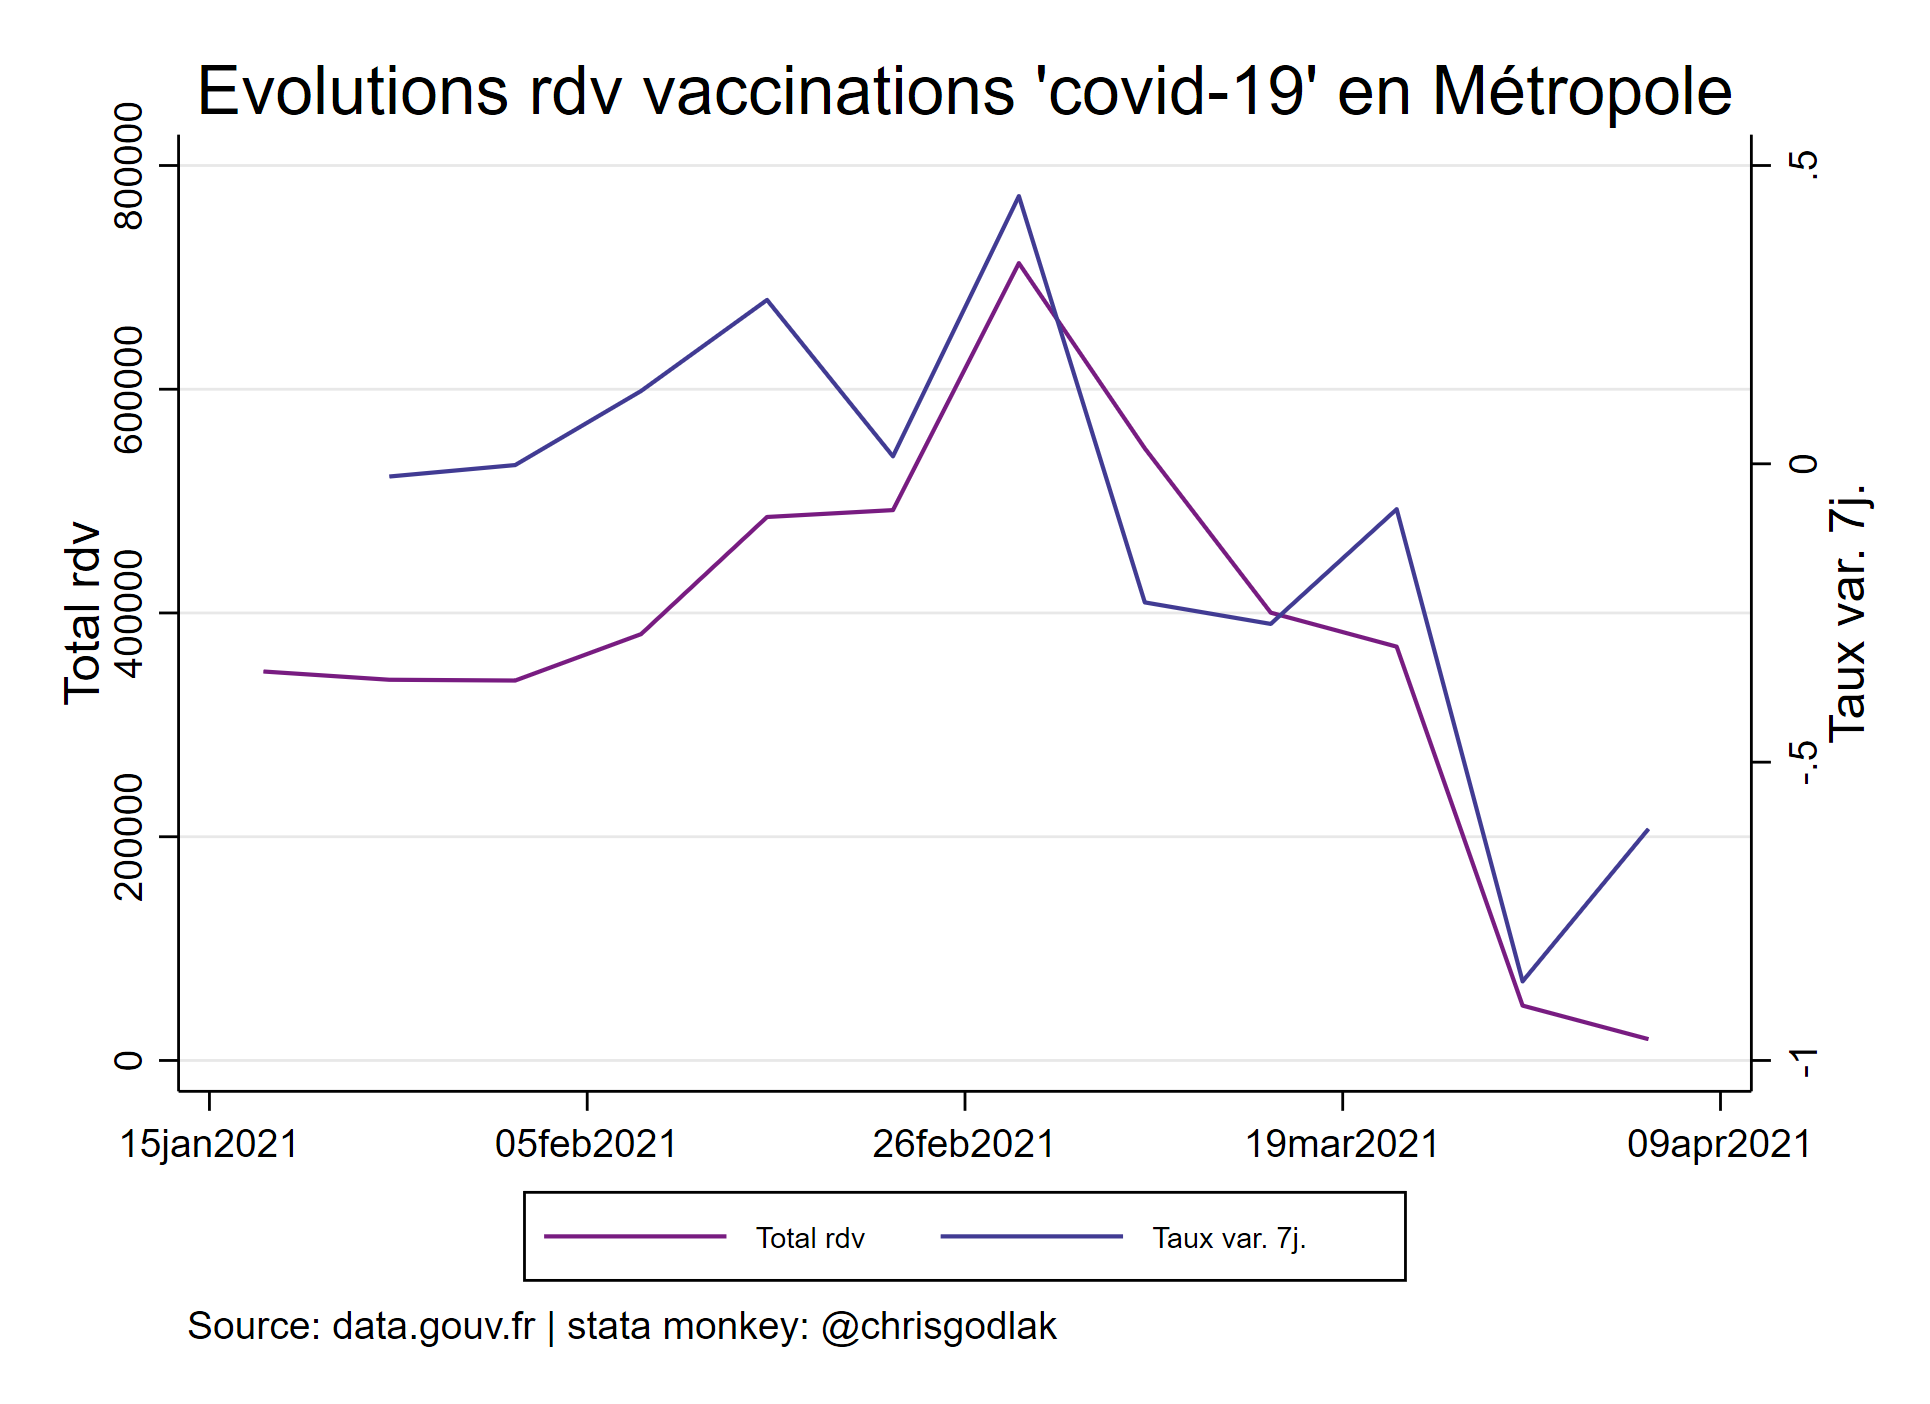 Evolutions rdv vaccinations 'covid-19' en Métropole
Total rdv
800000
600000
400000
200000
0
.5
0
-.5
-1
Taux var. 7j.
15jan2021
05feb2021
26feb2021
19mar2021
09apr2021
Total rdv
Taux var. 7j.
Source: data.gouv.fr | stata monkey: @chrisgodlak